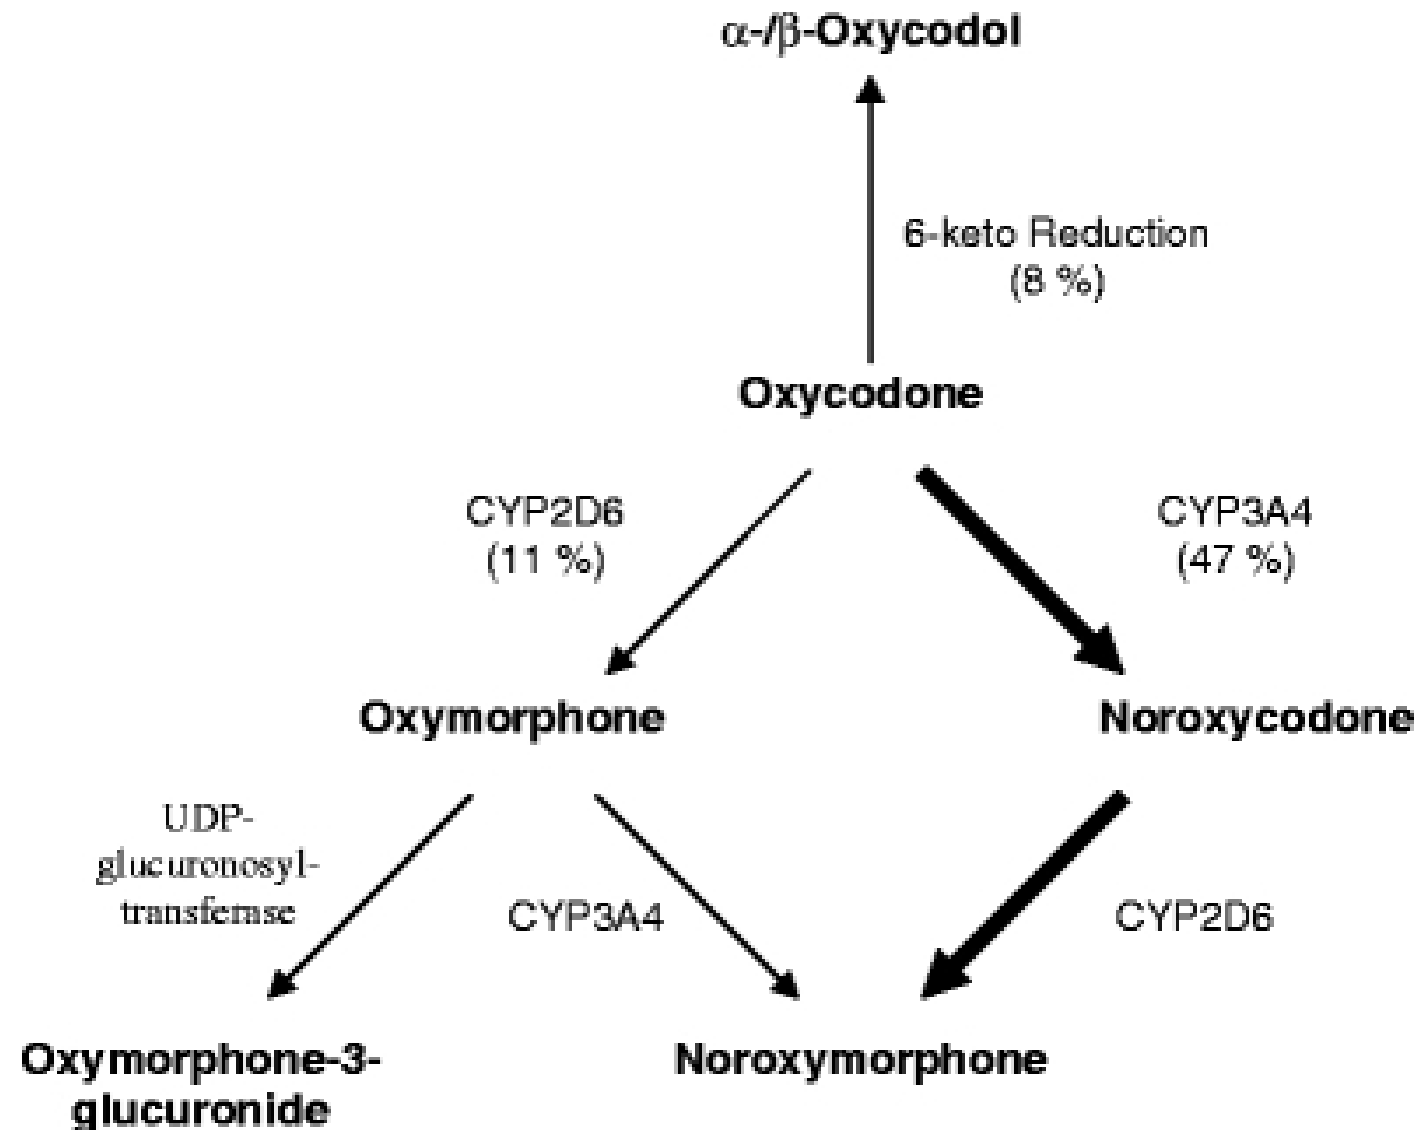 α-/β-Oxycodol
6-keto Reduction
(8 %)
Oxycodone
CYP2D6
(11 %)
CYP3A4
(47 %)
Oxymorphone
Noroxycodone
UDP-
glucuronosyl-
transferase
CYP3A4
CYP2D6
Oxymorphone-3-
glucuronide
Noroxymorphone